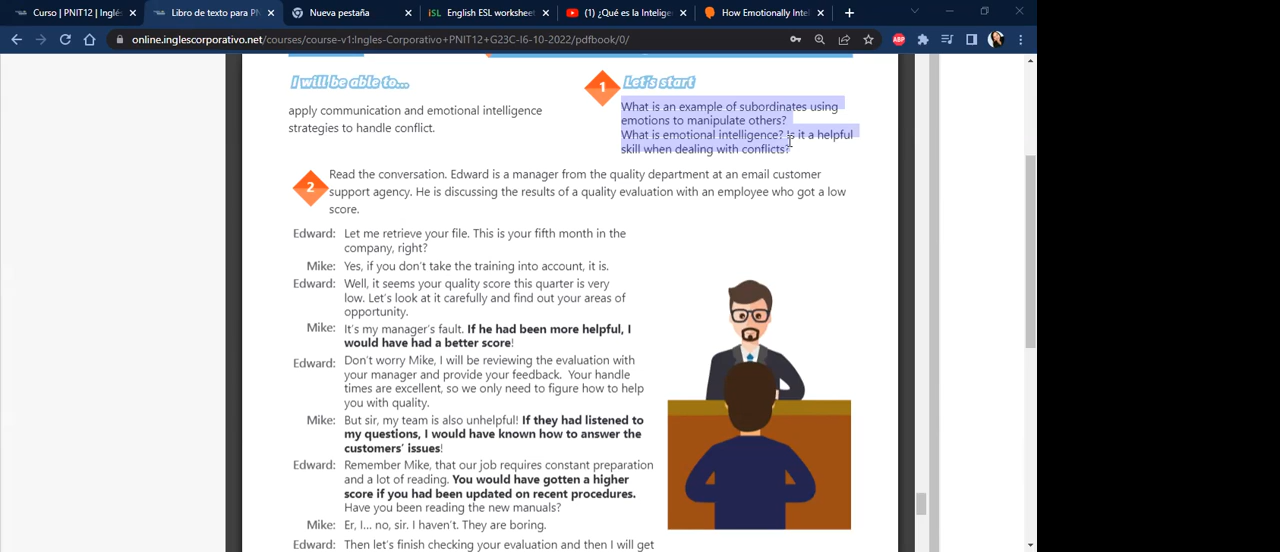 Curso | PNIT12 | Inglés
Libro de texto para PN
Nueva pestaña
English ESL worksheet
(1) ¿Qué es la Intelige
How Emotionally Inte
online.inglescorporativo.net/courses/course-v1:Ingles-Corporativo+PNIT12+G23C-I6-10-2022/pdfbook/0/
I will be able to...
apply communication and emotional intelligence
strategies to handle conflict.
1
Let's start
What is an example of subordinates using
emotions to manipulate others?
What is emotional intelligence? Is it a helpful
skill when dealing with conflicts?
2
Read the conversation. Edward is a manager from the quality department at an email customer
support agency. He is discussing the results of a quality evaluation with an employee who got a low
score.
Edward: Let me retrieve your file. This is your fifth month in the
company, right?
Mike: Yes, if you don't take the training into account, it is.
Edward: Well, it seems your quality score this quarter is very
low. Let's look at it carefully and find out your areas of
opportunity.
Mike: It's my manager's fault. If he had been more helpful, I
would have had a better score!
Edward: Don't worry Mike, I will be reviewing the evaluation with
your manager and provide your feedback. Your handle
times are excellent, so we only need to figure how to help
you with quality.
Mike: But sir, my team is also unhelpful! If they had listened to
my questions, I would have known how to answer the
customers' issues!
Edward: Remember Mike, that our job requires constant preparation
and a lot of reading. You would have gotten a higher
score if you had been updated on recent procedures.
Have you been reading the new manuals?
Mike: Er, I... no, sir. I haven't. They are boring.
Edward: Then let's finish checking your evaluation and then I will get